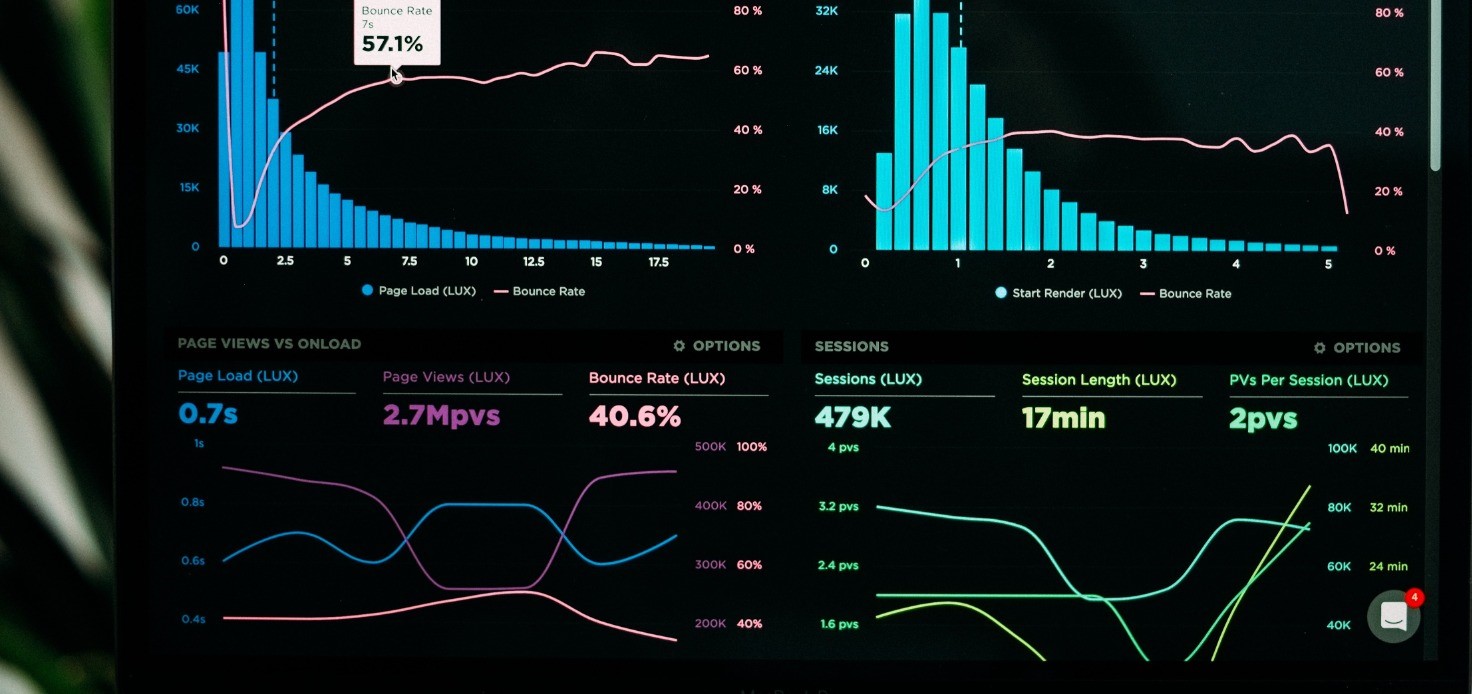 60K
45K
30K
15K
0
Bounce Rate
7s
57.1%
80 %
60 %
40 %
20 %
0 %
0 2.5 5 7.5 10 12.5 15 17.5
Page Load (LUX) Bounce Rate
32K
24K
16K
8K
0
80 %
60 %
40 %
20 %
0 %
0 1 2 3 4 5
Start Render (LUX) Bounce Rate
PAGE VIEWS VS ONLOAD OPTIONS
Page Load (LUX) Page Views (LUX) Bounce Rate (LUX)
0.7s 2.7Mpvs 40.6%
1s
0.8s
0.6s
0.4s
500K 100%
400K 80%
300K 60%
200K 40%
SESSIONS OPTIONS
Sessions (LUX) Session Length (LUX) PVs Per Session (LUX)
479K 17min 2pvs
4 pvs
3.2 pvs
2.4 pvs
1.6 pvs
100K 40 min
80K 32 min
60K 24 min
40K
4